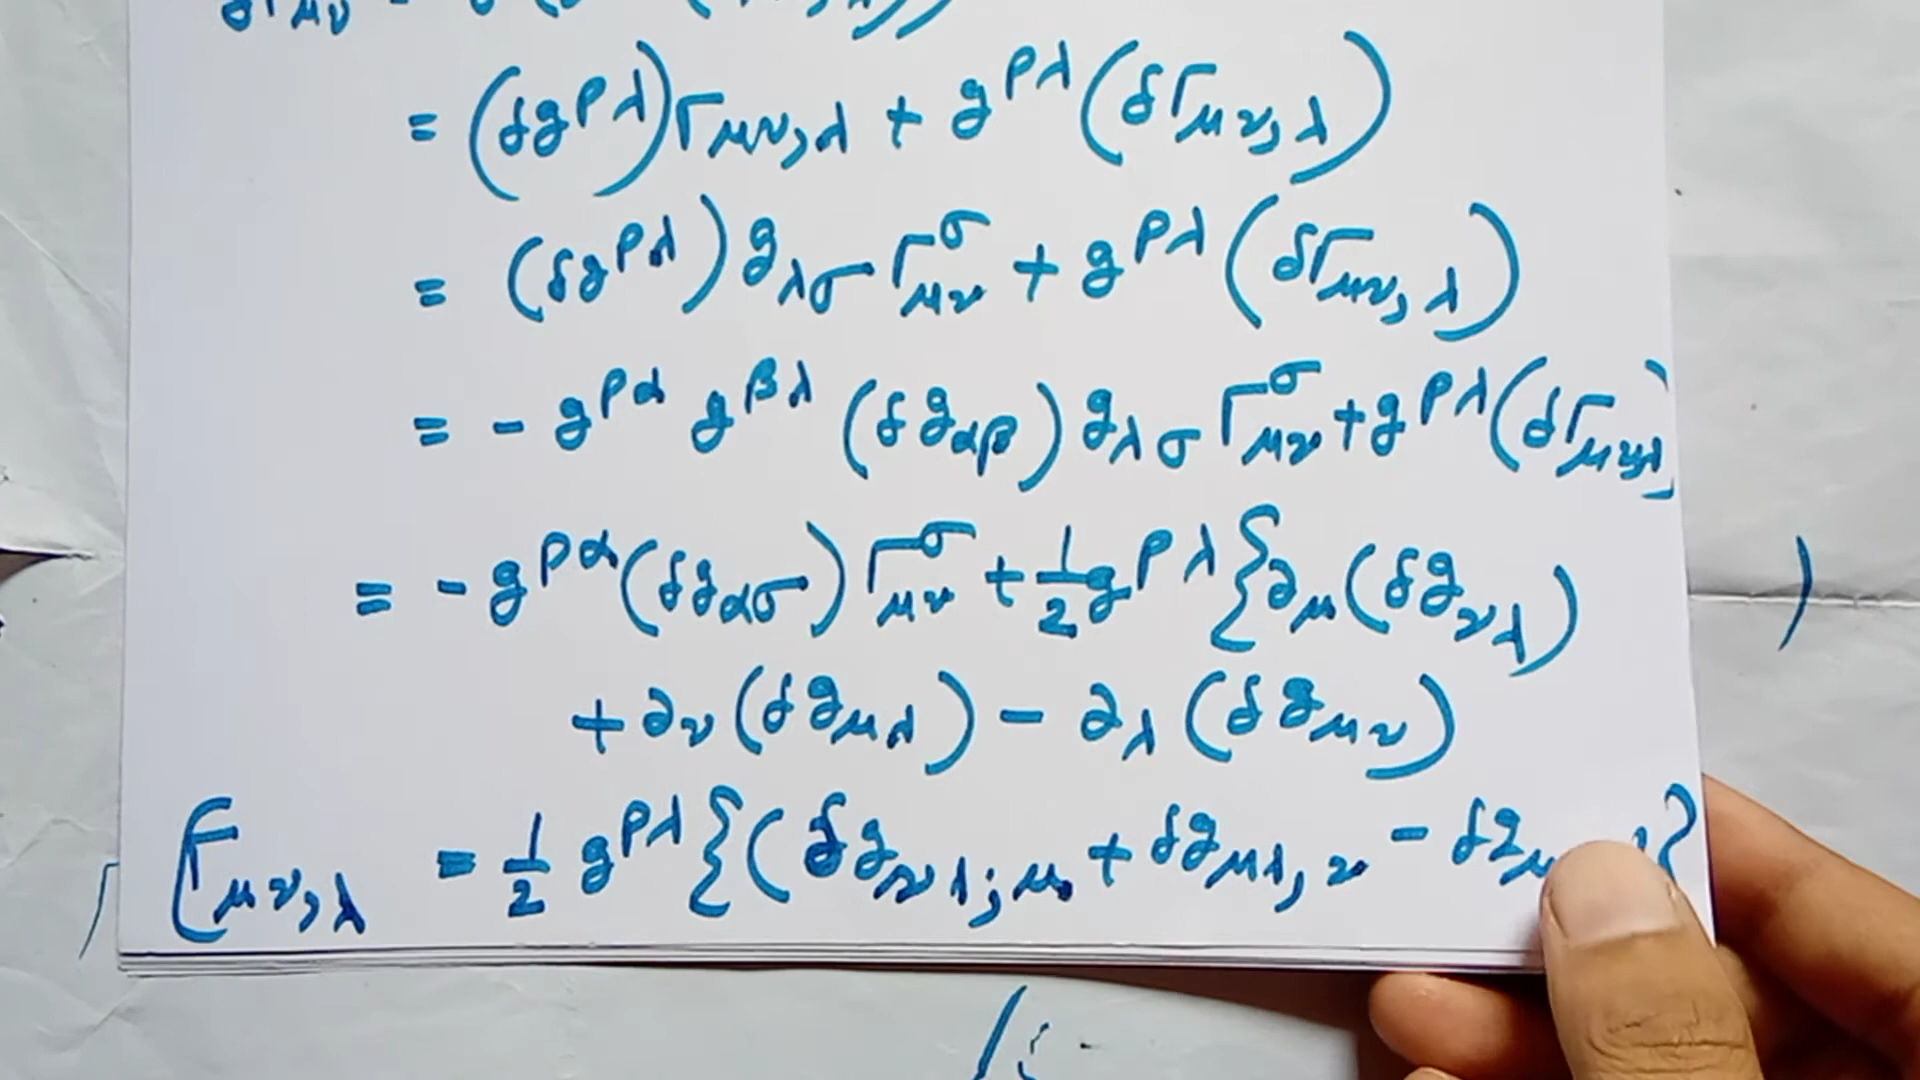 = (δg^{ρλ})Γ_{μν,λ} + g^{ρλ}(δΓ_{μν,λ})
= (δg^{ρλ}) g_{λσ} Γ^σ_{μν} + g^{ρλ}(δΓ_{μν,λ})
= - g^{ρα} g^{βλ} (δg_{αβ}) g_{λσ} Γ^σ_{μν} + g^{ρλ}(δΓ_{μν,λ})
= - g^{ρα}(δg_{ασ}) Γ^σ_{μν} + 1/2 g^{ρλ}{∂_μ(δg_{νλ})
+ ∂_ν(δg_{μλ}) - ∂_λ(δg_{μν})
[Γ_{μν,λ} = 1/2 g^{ρλ}{(δg_{νλ;μ} + δg_{μλ,ν} - δg_μ }